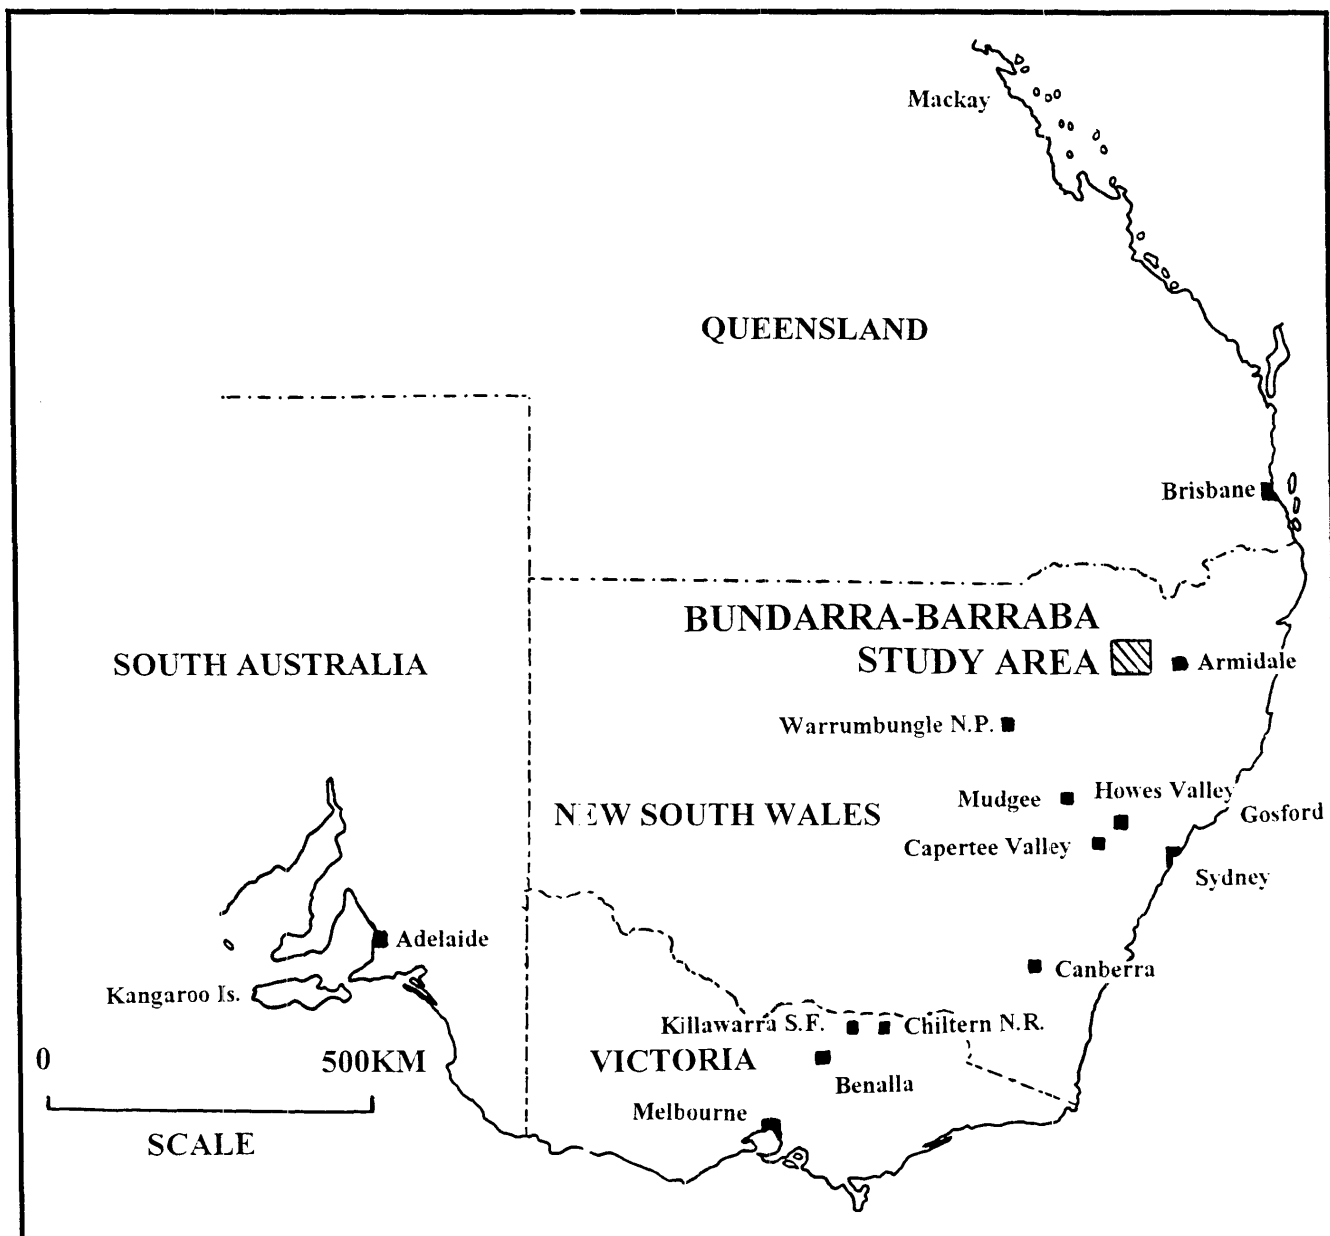 Mackay
QUEENSLAND
Brisbane
BUNDARRA-BARRABA
STUDY AREA
Armidale
SOUTH AUSTRALIA
Warrumbungle N.P.
Mudgee
Howes Valley
NEW SOUTH WALES
Gosford
Capertee Valley
Sydney
Adelaide
Canberra
Kangaroo Is.
Killawarra S.F.
Chiltern N.R.
0
500KM
VICTORIA
Benalla
Melbourne
SCALE